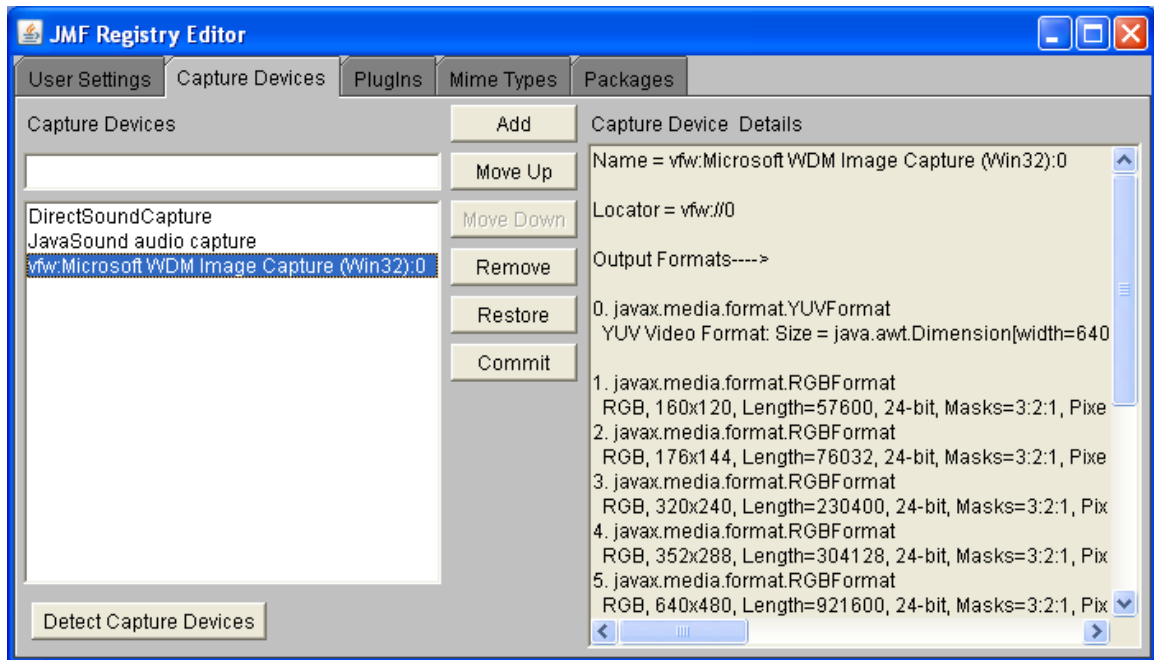 JMF Registry Editor
User Settings Capture Devices PlugIns Mime Types Packages
Capture Devices
DirectSoundCapture
JavaSound audio capture
vfw:Microsoft WDM Image Capture (Win32):0
Detect Capture Devices
Add
Move Up
Move Down
Remove
Restore
Commit
Capture Device Details
Name = vfw:Microsoft WDM Image Capture (Win32):0
Locator = vfw://0
Output Formats---->
0. javax.media.format.YUVFormat
YUV Video Format: Size = java.awt.Dimension[width=640
1. javax.media.format.RGBFormat
RGB, 160x120, Length=57600, 24-bit, Masks=3:2:1, Pixe
2. javax.media.format.RGBFormat
RGB, 176x144, Length=76032, 24-bit, Masks=3:2:1, Pixe
3. javax.media.format.RGBFormat
RGB, 320x240, Length=230400, 24-bit, Masks=3:2:1, Pix
4. javax.media.format.RGBFormat
RGB, 352x288, Length=304128, 24-bit, Masks=3:2:1, Pix
5. javax.media.format.RGBFormat
RGB, 640x480, Length=921600, 24-bit, Masks=3:2:1, Pix